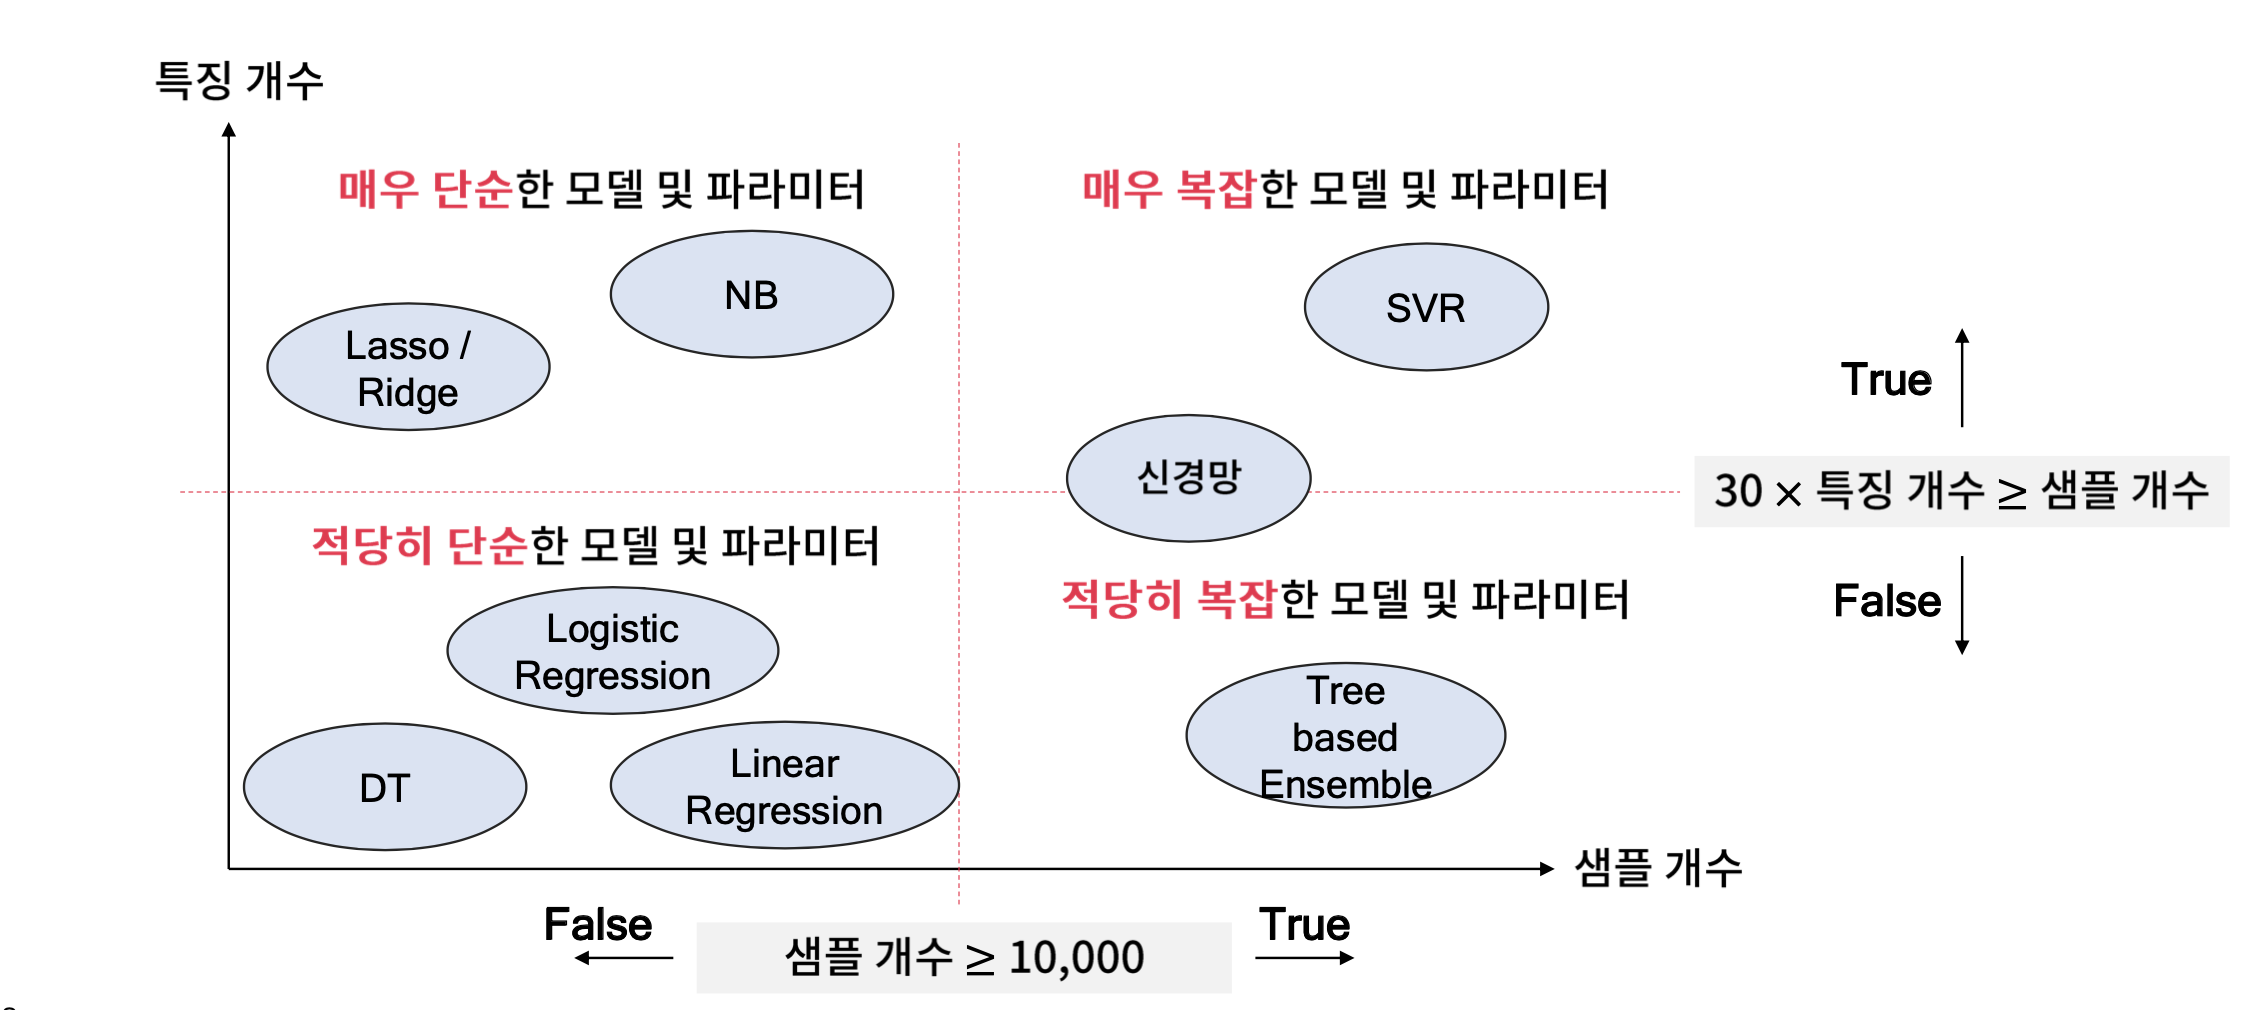 특징 개수
매우 단순한 모델 및 파라미터
매우 복잡한 모델 및 파라미터
NB
SVR
Lasso /
Ridge
True
신경망
30 × 특징 개수 ≥ 샘플 개수
적당히 단순한 모델 및 파라미터
적당히 복잡한 모델 및 파라미터
False
Logistic
Regression
Tree
based
Ensemble
DT
Linear
Regression
샘플 개수
False
샘플 개수 ≥ 10,000
True